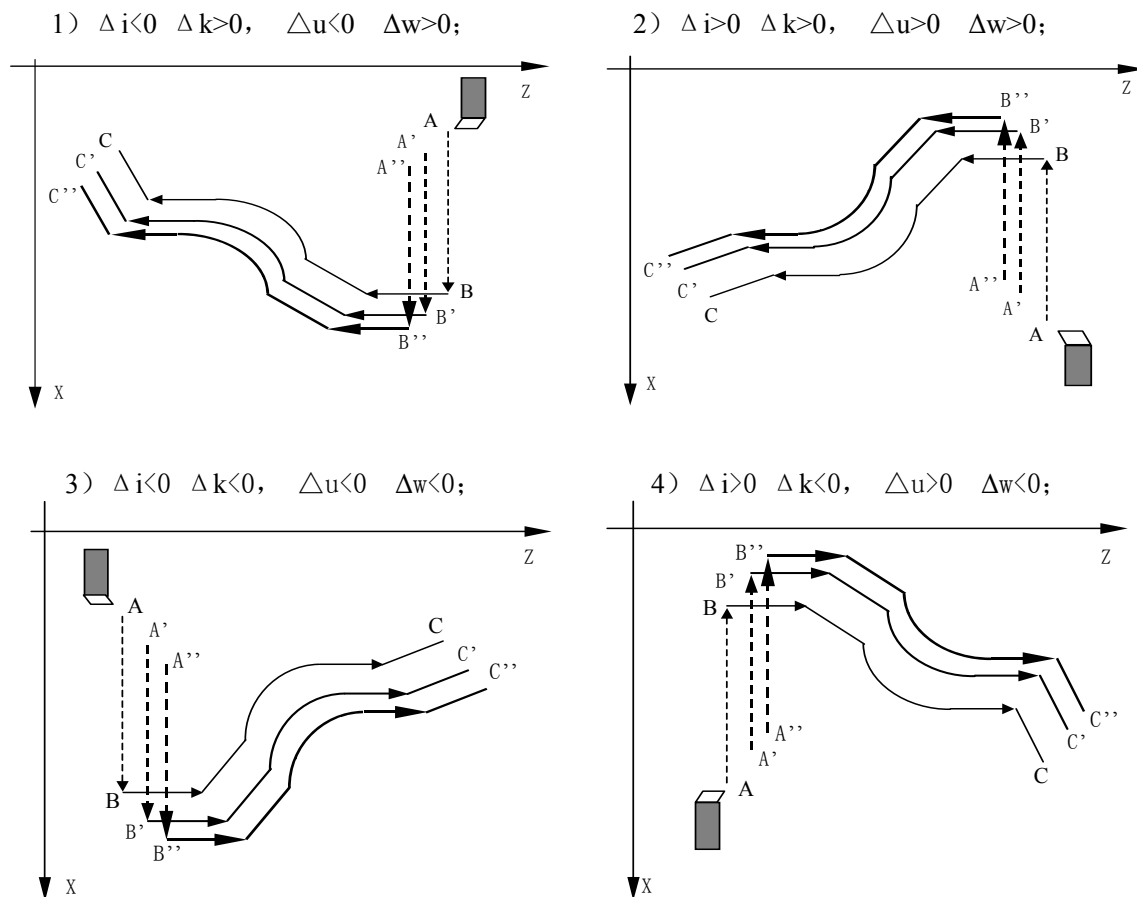 1) Δi<0 Δk>0, △u<0 Δw>0;
Z
A
A'
A''
C
C'
C''
B
B'
B''
X
2) Δi>0 Δk>0, △u>0 Δw>0;
Z
B''
B'
B
C''
C'
C
A''
A'
A
X
3) Δi<0 Δk<0, △u<0 Δw<0;
Z
A
A'
A''
C
C'
C''
B
B'
B''
X
4) Δi>0 Δk<0, △u>0 Δw<0;
Z
B''
B'
B
A''
A'
A
C''
C'
C
X